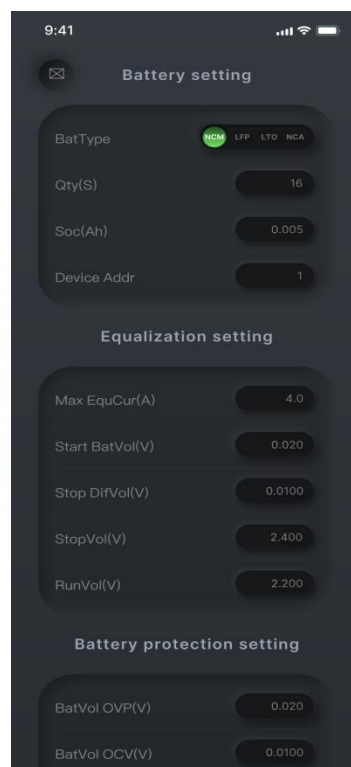 9:41
Battery setting
BatType NCM LFP LTO NCA
Qty(S) 16
Soc(Ah) 0.005
Device Addr 1
Equalization setting
Max EquCur(A) 4.0
Start BatVol(V) 0.020
Stop DifVol(V) 0.0100
StopVol(V) 2.400
RunVol(V) 2.200
Battery protection setting
BatVol OVP(V) 0.020
BatVol OCV(V) 0.0100